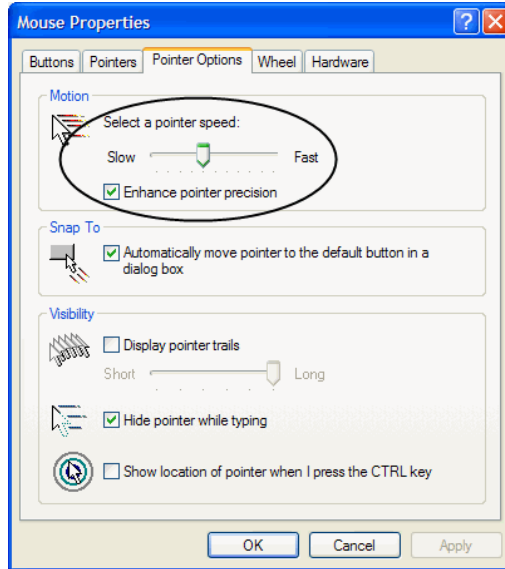 Mouse Properties
Buttons Pointers Pointer Options Wheel Hardware
Motion
Select a pointer speed:
Slow Fast
Enhance pointer precision
Snap To
Automatically move pointer to the default button in a
dialog box
Visibility
Display pointer trails
Short Long
Hide pointer while typing
Show location of pointer when I press the CTRL key
OK Cancel Apply